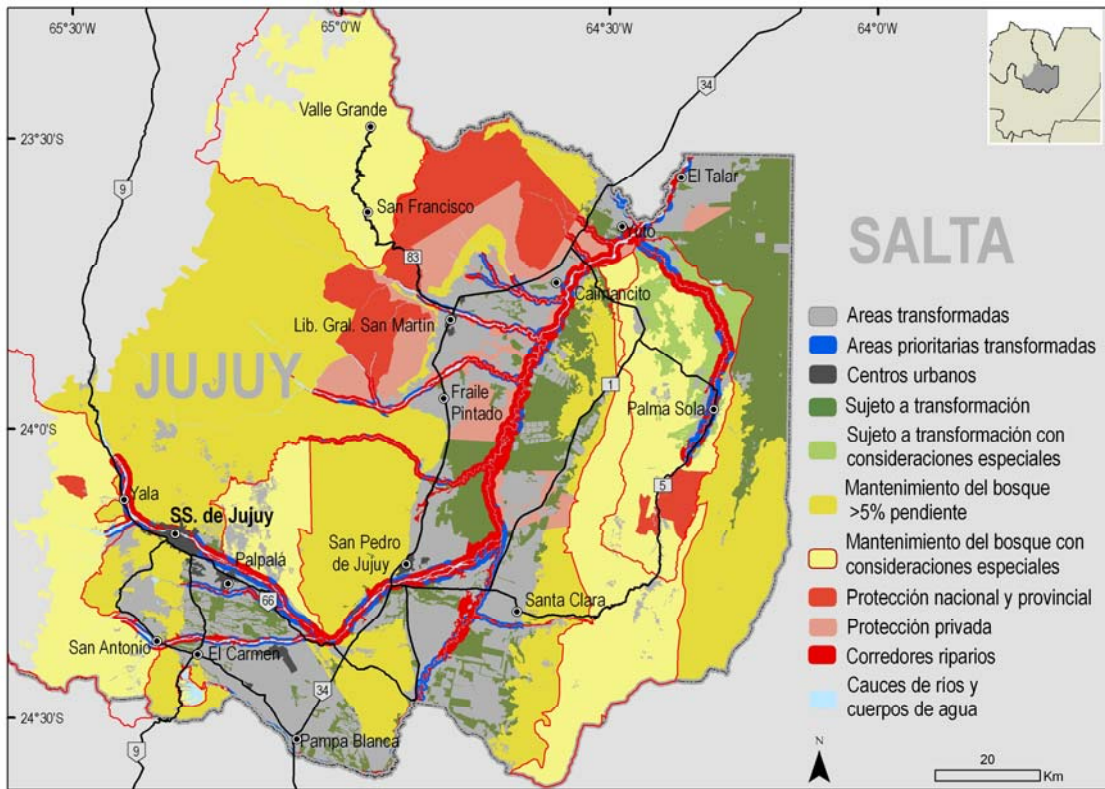 65°30'W
65°0'W
64°30'W
64°0'W
34
Valle Grande
23°30'S
9
El Talar
San Francisco
Yuto
SALTA
83
Caimancito
Lib. Gral. San Martín
JUJUY
Fraile
Pintado
1
Palma Sola
24°0'S
5
Yala
SS. de Jujuy
Palpalá
San Pedro
de Jujuy
66
Santa Clara
San Antonio
El Carmen
34
24°30'S
Pampa Blanca
9
Areas transformadas
Areas prioritarias transformadas
Centros urbanos
Sujeto a transformación
Sujeto a transformación con
consideraciones especiales
Mantenimiento del bosque
>5% pendiente
Mantenimiento del bosque con
consideraciones especiales
Protección nacional y provincial
Protección privada
Corredores riparios
Cauces de ríos y
cuerpos de agua
N
20
Km